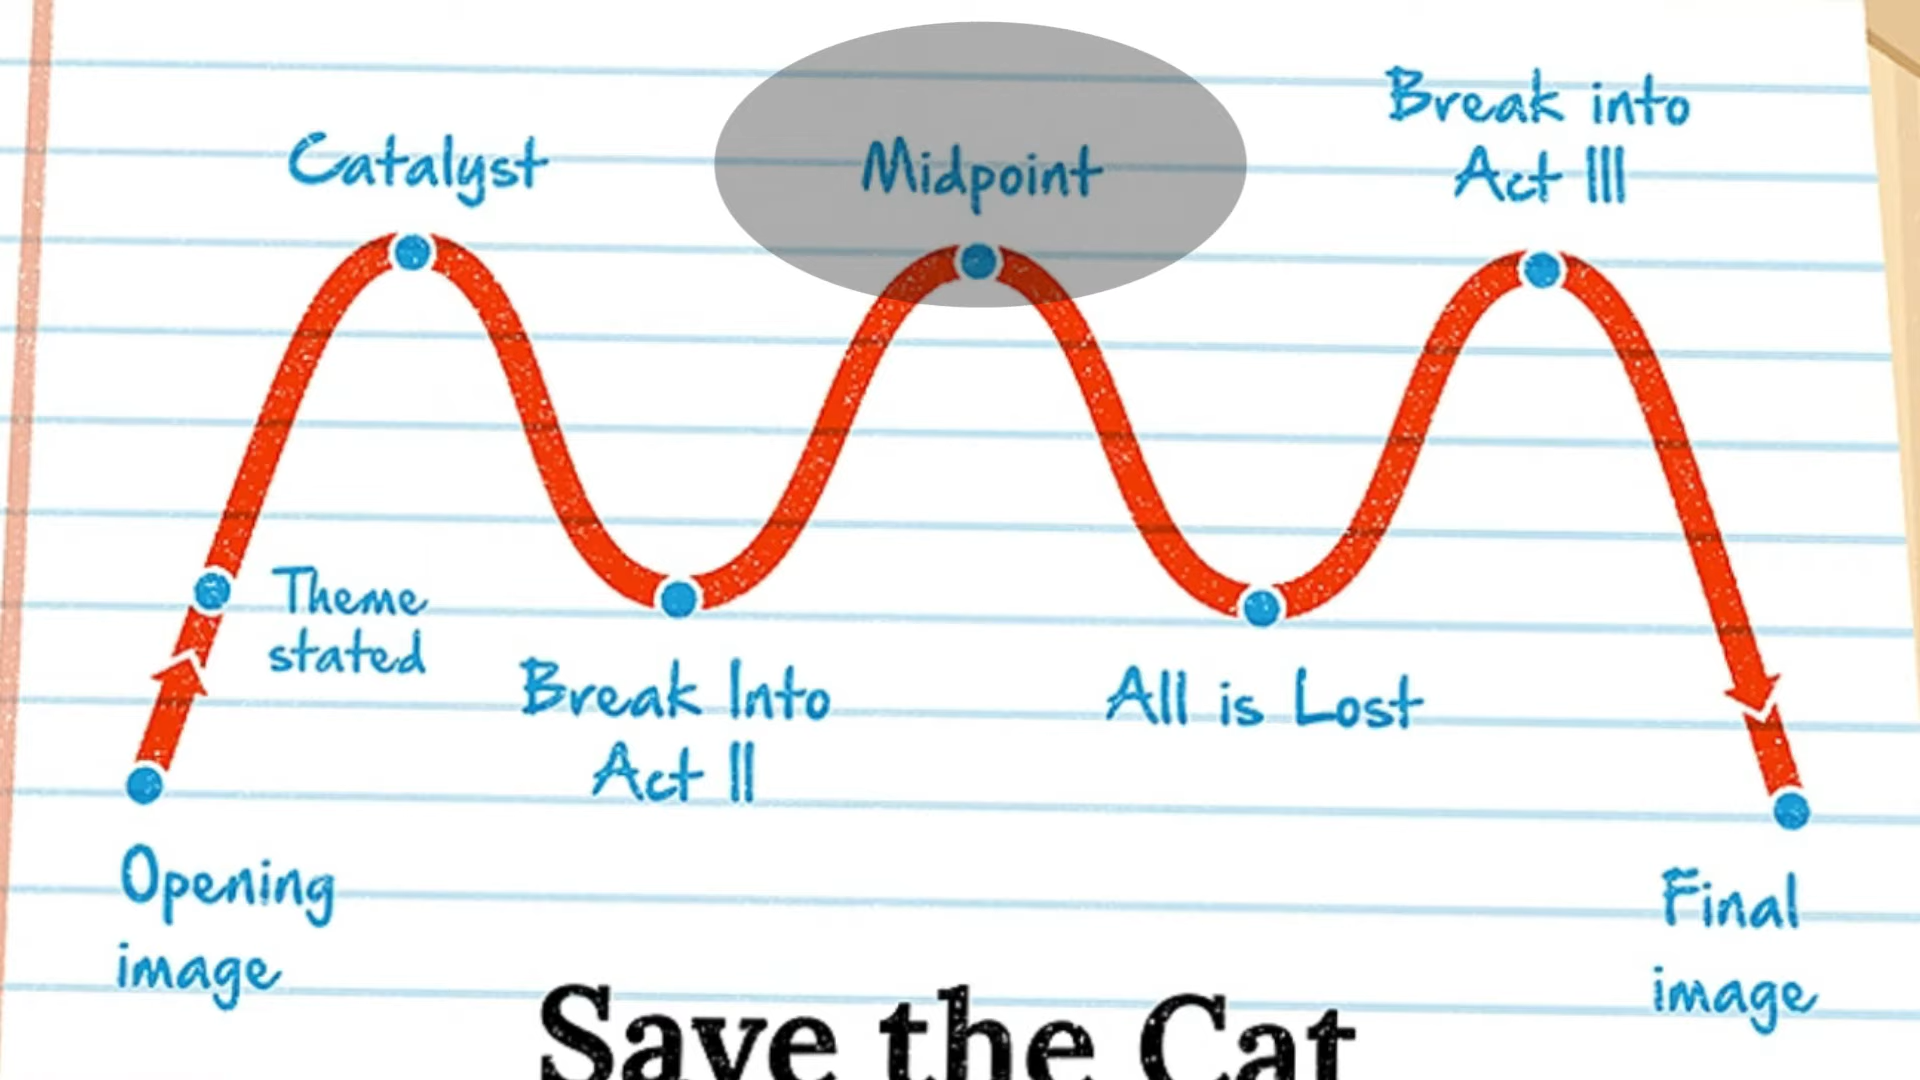 Catalyst
Midpoint
Break into
Act III
Theme
stated
Break Into
Act II
All is Lost
Opening
image
Final
image
Save the Cat